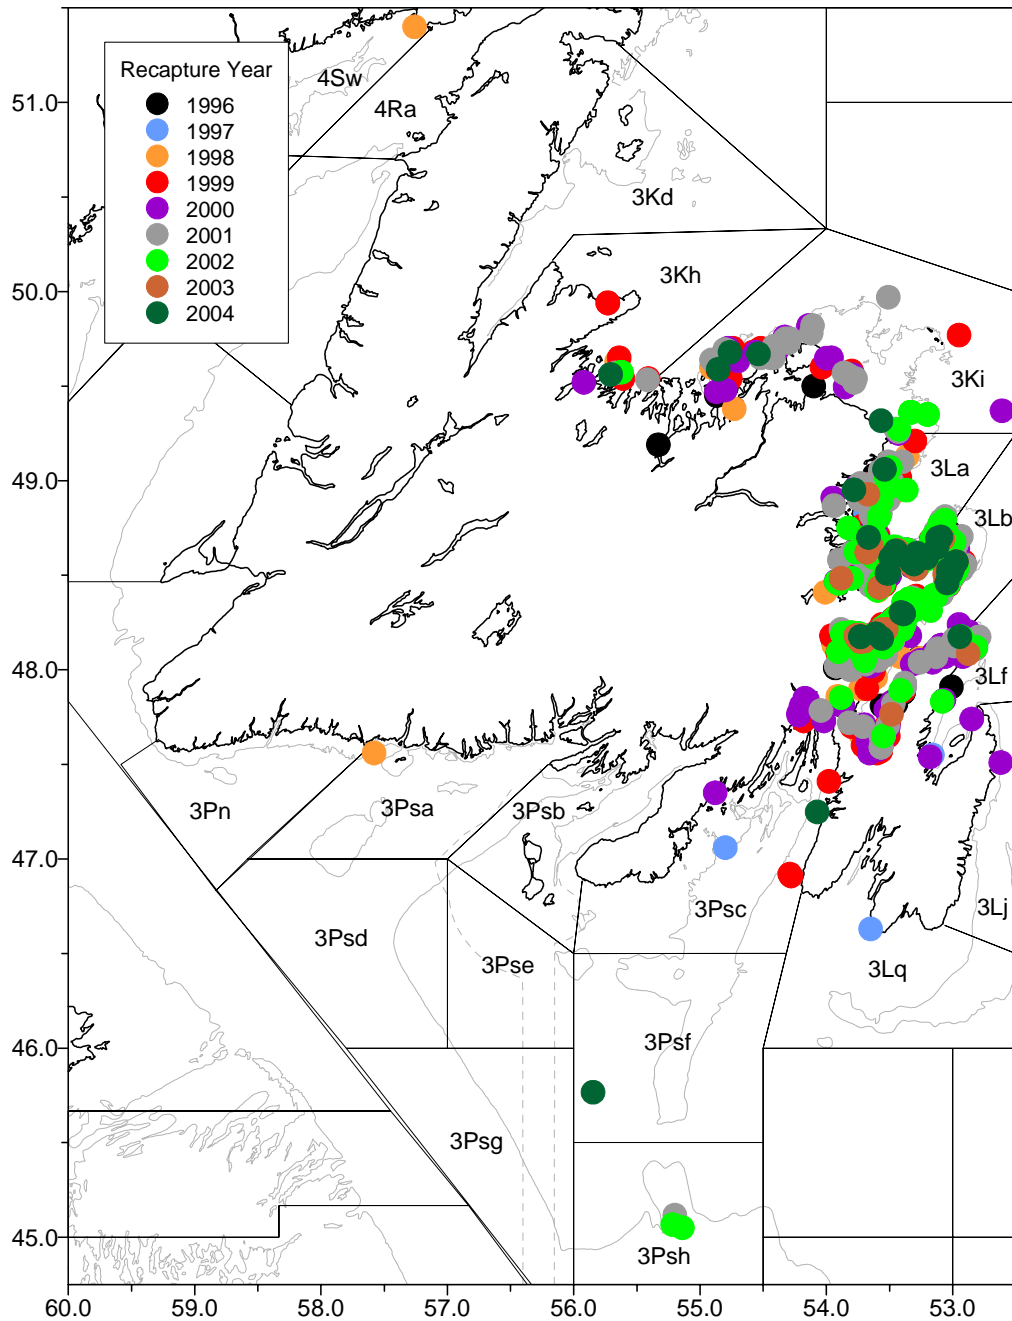 Recapture Year
1996
1997
1998
1999
2000
2001
2002
2003
2004
4Sw
4Ra
3Kd
3Kh
3Ki
3La
3Lb
3Lf
3Pn
3Psa
3Psb
3Psc
3Lj
3Lq
3Psd
3Pse
3Psf
3Psg
3Psh
51.0
50.0
49.0
48.0
47.0
46.0
45.0
60.0 59.0 58.0 57.0 56.0 55.0 54.0 53.0